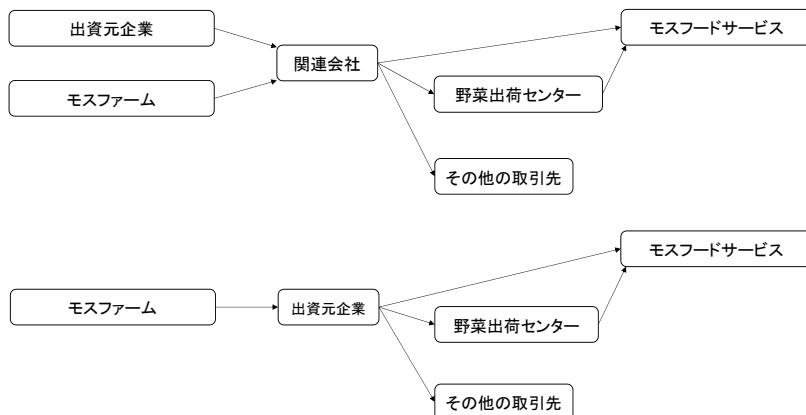 出資元企業
モスフードサービス
関連会社
モスファーム
野菜出荷センター
その他の取引先
モスフードサービス
モスファーム
出資元企業
野菜出荷センター
その他の取引先